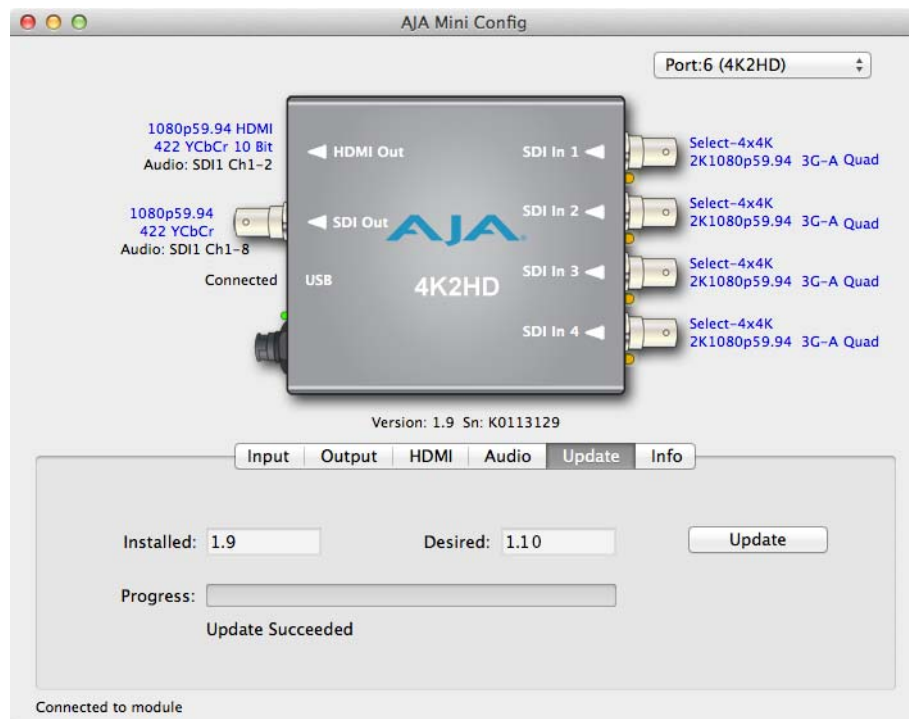 AJA Mini Config
Port:6 (4K2HD)
1080p59.94 HDMI
422 YCbCr 10 Bit
Audio: SDI1 Ch1-2
1080p59.94
422 YCbCr
Audio: SDI1 Ch1-8
Connected
HDMI Out
SDI Out
USB
AJA
4K2HD
SDI In 1
SDI In 2
SDI In 3
SDI In 4
Select-4x4K
2K1080p59.94 3G-A Quad
Select-4x4K
2K1080p59.94 3G-A Quad
Select-4x4K
2K1080p59.94 3G-A Quad
Select-4x4K
2K1080p59.94 3G-A Quad
Version: 1.9 Sn: K0113129
Input Output HDMI Audio Update Info
Installed: 1.9 Desired: 1.10 Update
Progress:
Update Succeeded
Connected to module